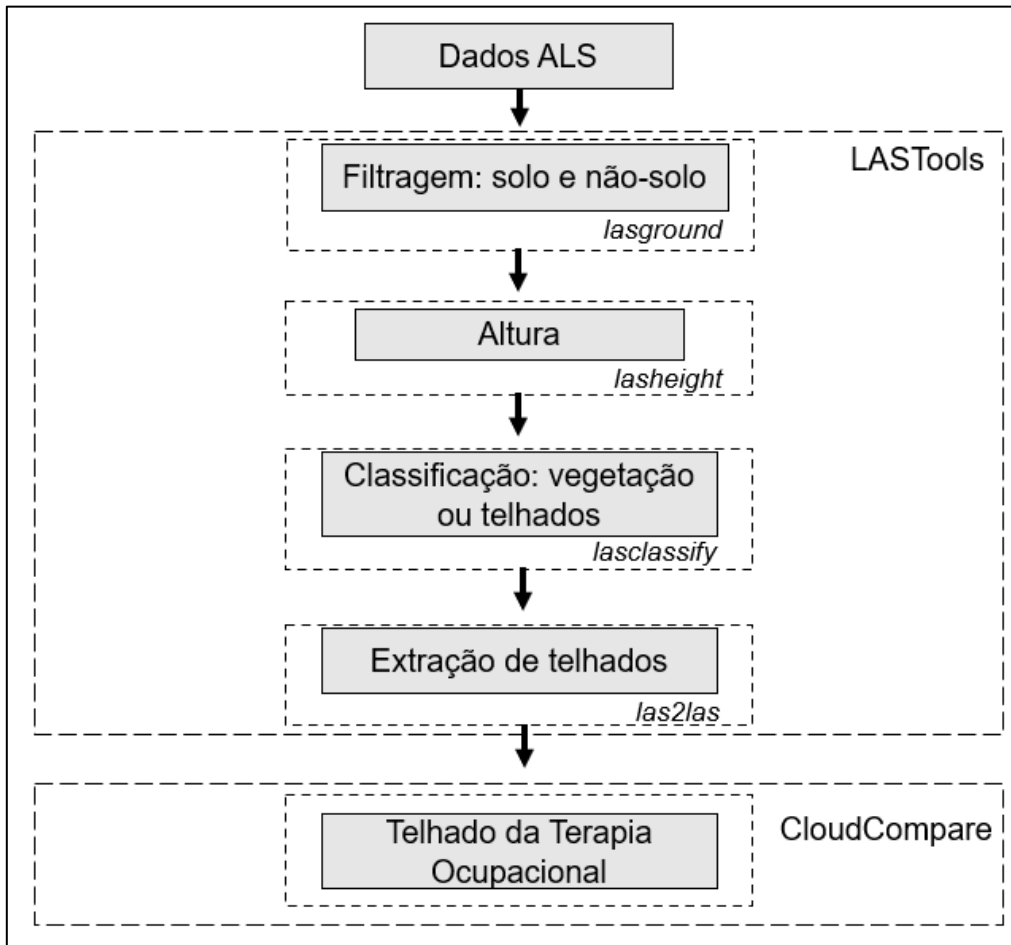 Dados ALS
LASTools
Filtragem: solo e não-solo
lasground
Altura
lasheight
Classificação: vegetação
ou telhados
lasclassify
Extração de telhados
las2las
CloudCompare
Telhado da Terapia
Ocupacional